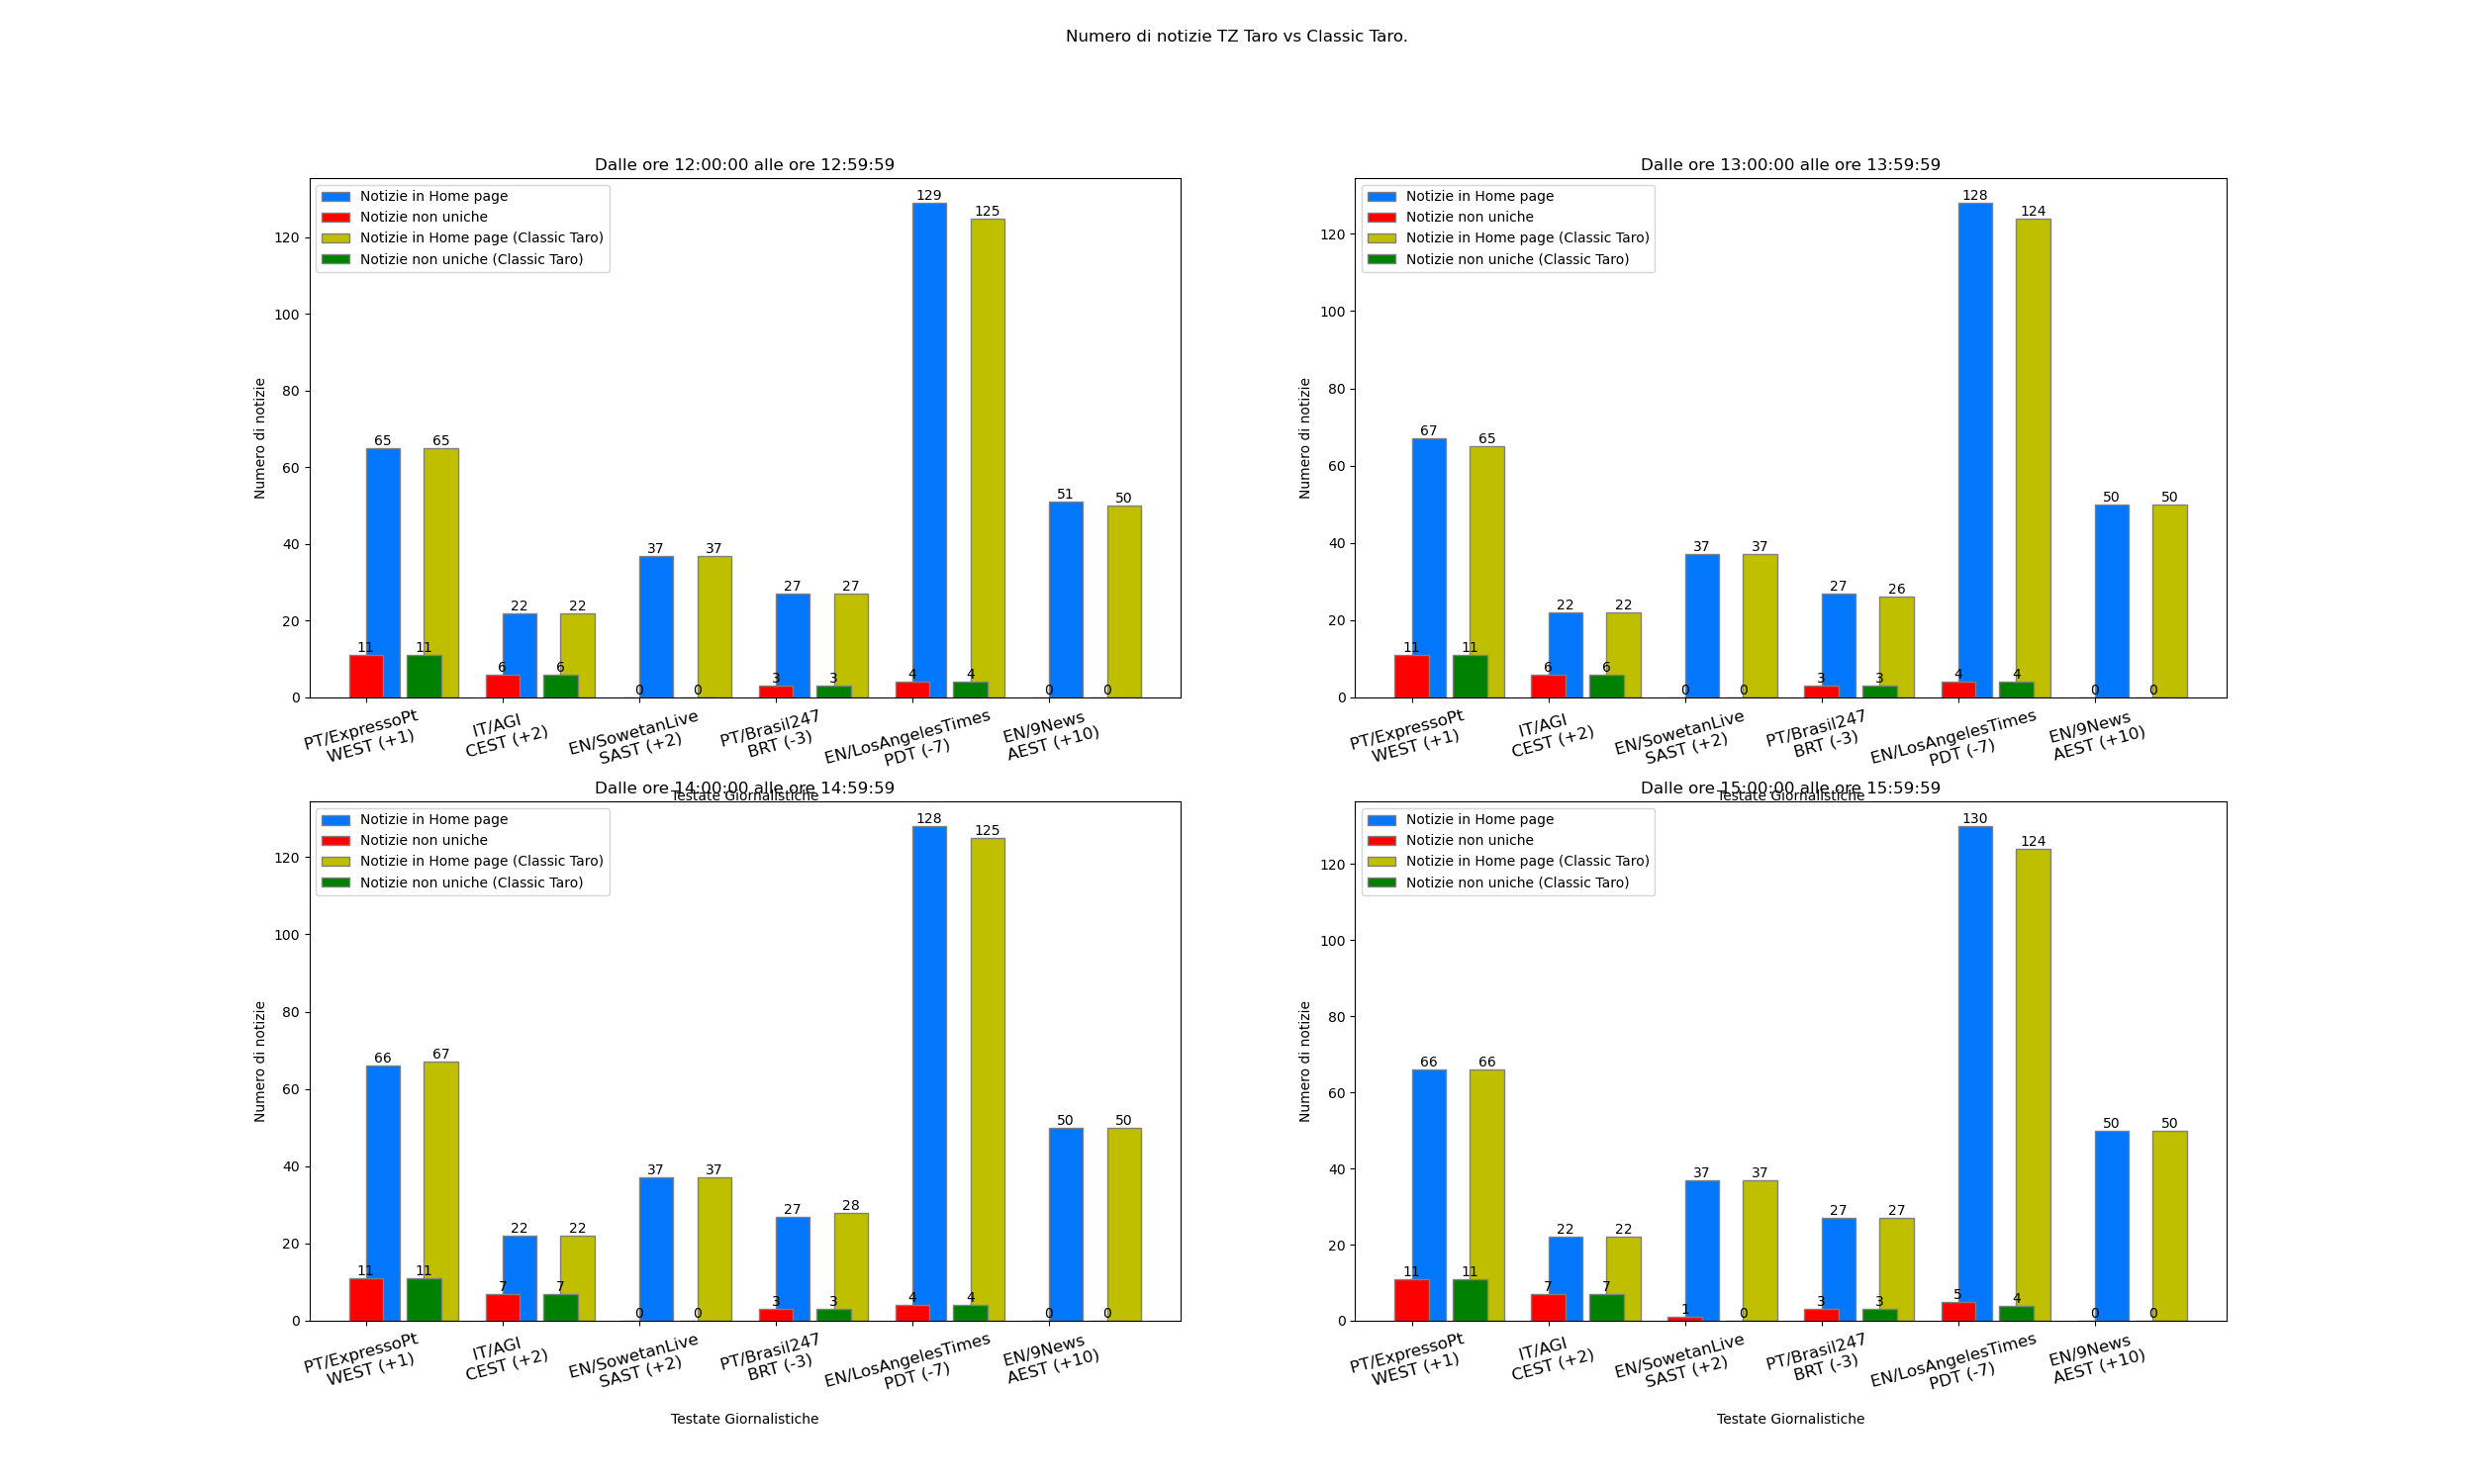 Numero di notizie TZ Taro vs Classic Taro.
Dalle ore 12:00:00 alle ore 12:59:59
Notizie in Home page
Notizie non uniche
Notizie in Home page (Classic Taro)
Notizie non uniche (Classic Taro)
Numero di notizie
120
100
80
60
40
20
0
65 65 22 22 37 37 27 27 129 125 51 50
11 11 6 6 0 0 3 3 4 4 0 0
PT/ExpressoPt
WEST (+1)
IT/AGI
CEST (+2)
EN/SowetanLive
SAST (+2)
PT/Brasil247
BRT (-3)
EN/LosAngelesTimes
PDT (-7)
EN/9News
AEST (+10)
Testate Giornalistiche
Dalle ore 13:00:00 alle ore 13:59:59
Notizie in Home page
Notizie non uniche
Notizie in Home page (Classic Taro)
Notizie non uniche (Classic Taro)
Numero di notizie
120
100
80
60
40
20
0
67 65 22 22 37 37 27 26 128 124 50 50
11 11 6 6 0 0 3 3 4 4 0 0
PT/ExpressoPt
WEST (+1)
IT/AGI
CEST (+2)
EN/SowetanLive
SAST (+2)
PT/Brasil247
BRT (-3)
EN/LosAngelesTimes
PDT (-7)
EN/9News
AEST (+10)
Testate Giornalistiche
Dalle ore 14:00:00 alle ore 14:59:59
Notizie in Home page
Notizie non uniche
Notizie in Home page (Classic Taro)
Notizie non uniche (Classic Taro)
Numero di notizie
120
100
80
60
40
20
0
66 67 22 22 37 37 27 28 128 125 50 50
11 11 7 7 0 0 3 3 4 4 0 0
PT/ExpressoPt
WEST (+1)
IT/AGI
CEST (+2)
EN/SowetanLive
SAST (+2)
PT/Brasil247
BRT (-3)
EN/LosAngelesTimes
PDT (-7)
EN/9News
AEST (+10)
Testate Giornalistiche
Dalle ore 15:00:00 alle ore 15:59:59
Notizie in Home page
Notizie non uniche
Notizie in Home page (Classic Taro)
Notizie non uniche (Classic Taro)
Numero di notizie
120
100
80
60
40
20
0
66 66 22 22 37 37 27 27 130 124 50 50
11 11 7 7 1 0 3 3 5 4 0 0
PT/ExpressoPt
WEST (+1)
IT/AGI
CEST (+2)
EN/SowetanLive
SAST (+2)
PT/Brasil247
BRT (-3)
EN/LosAngelesTimes
PDT (-7)
EN/9News
AEST (+10)
Testate Giornalistiche